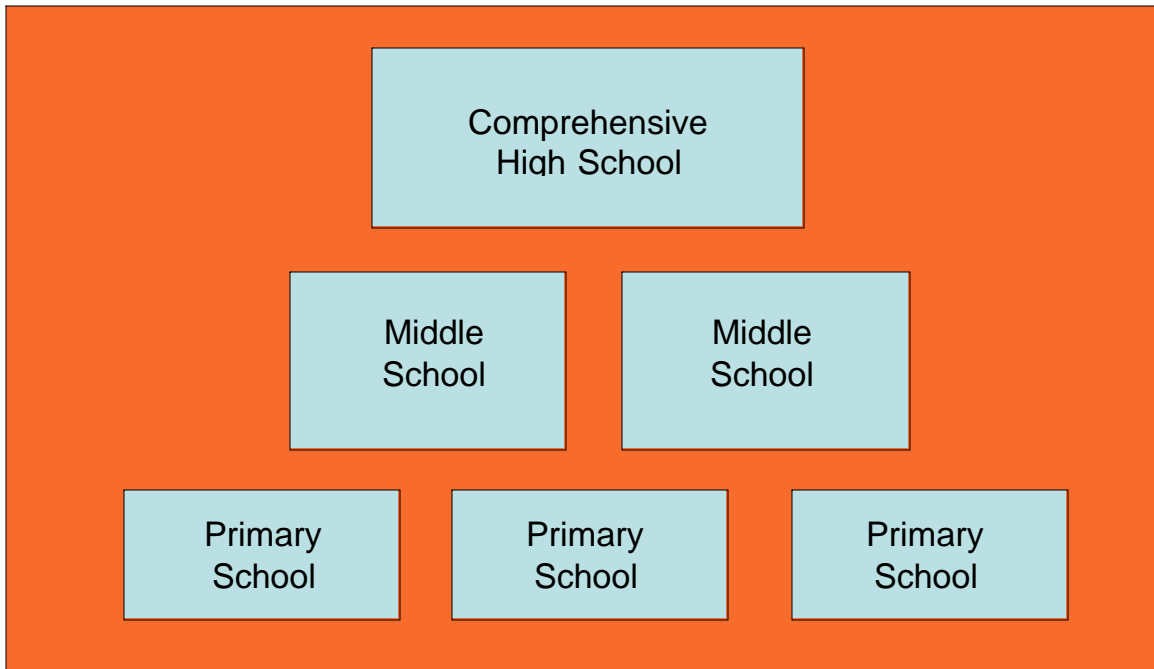 Comprehensive
High School
Middle
School
Middle
School
Primary
School
Primary
School
Primary
School